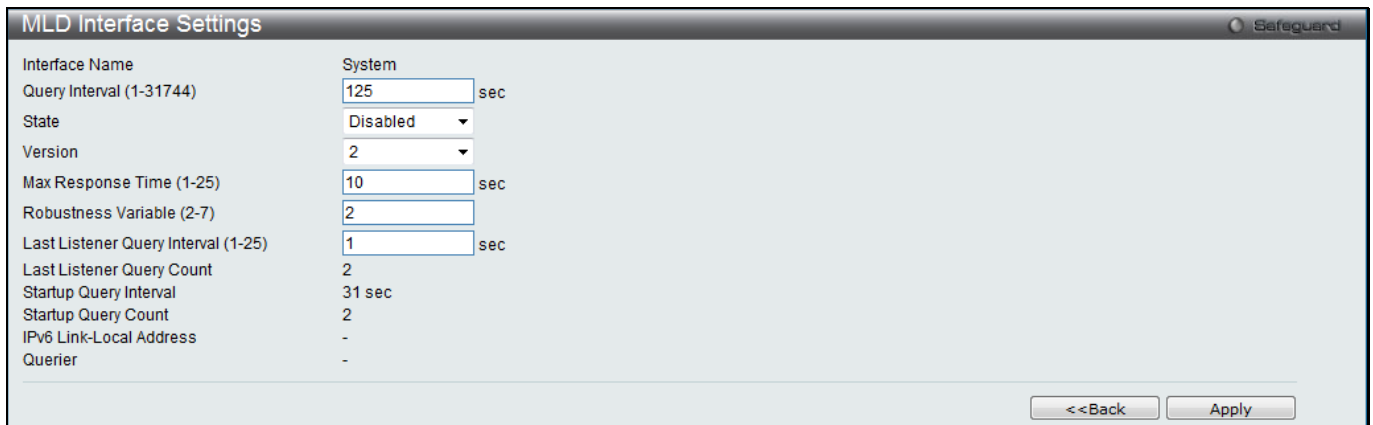 MLD Interface Settings
Safeguard
Interface Name System
Query Interval (1-31744) 125 sec
State Disabled
Version 2
Max Response Time (1-25) 10 sec
Robustness Variable (2-7) 2
Last Listener Query Interval (1-25) 1 sec
Last Listener Query Count 2
Startup Query Interval 31 sec
Startup Query Count 2
IPv6 Link-Local Address -
Querier -
<<Back Apply